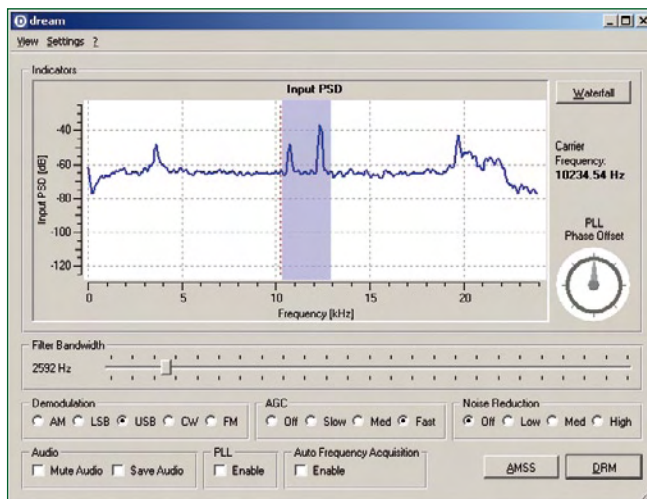 dream
View Settings ?
Indicators
Input PSD
Waterfall
Input PSD [dB]
-40
-60
-80
-100
-120
0 5 10 15 20
Frequency [kHz]
Carrier
Frequency:
10234.54 Hz
PLL
Phase Offset
Filter Bandwidth
2592 Hz
Demodulation
AM LSB USB CW FM
AGC
Off Slow Med Fast
Noise Reduction
Off Low Med High
Audio
Mute Audio Save Audio
PLL
Enable
Auto Frequency Acquisition
Enable
AMSS
DRM